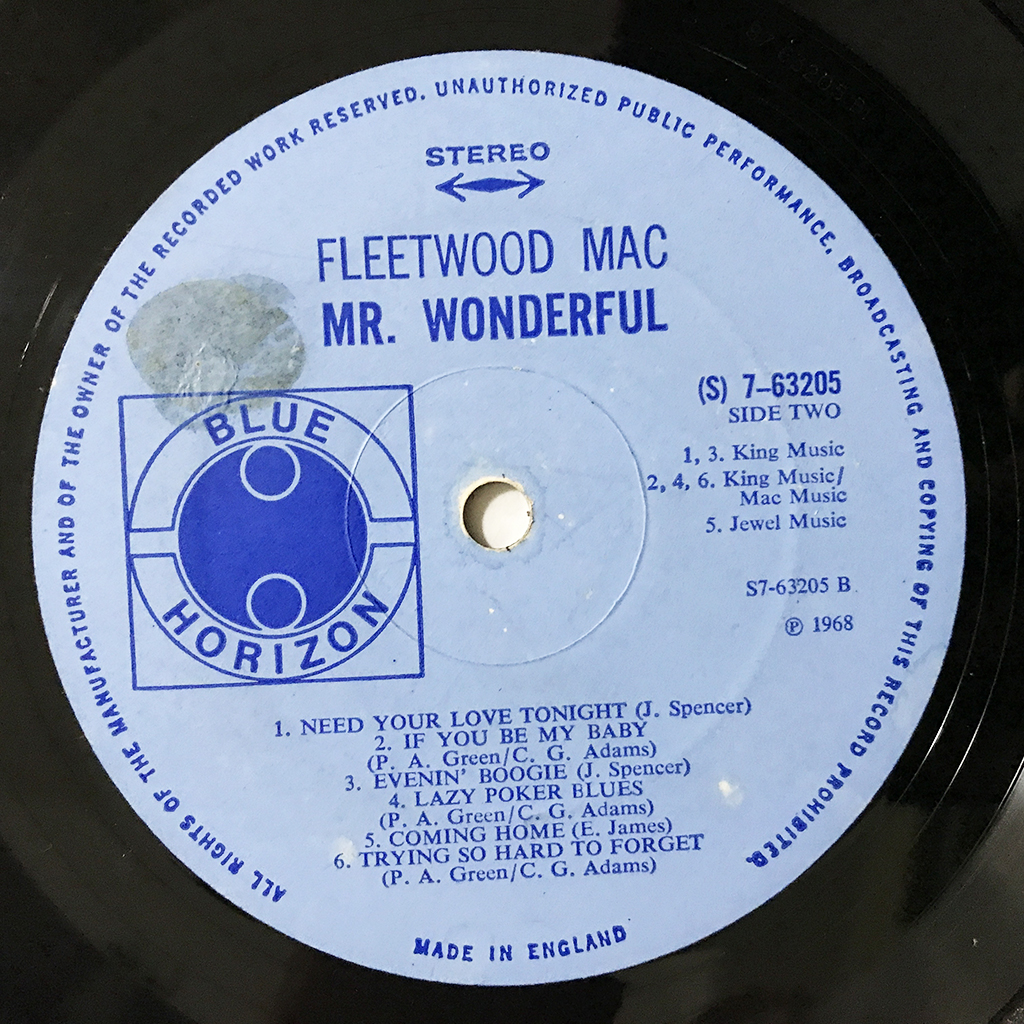 ALL RIGHTS OF THE MANUFACTURER AND OF THE OWNER OF THE RECORDED WORK RESERVED. UNAUTHORIZED PUBLIC PERFORMANCE, BROADCASTING AND COPYING OF THIS RECORD PROHIBITED.
STEREO
FLEETWOOD MAC
MR. WONDERFUL
BLUE
HORIZON
(S) 7-63205
SIDE TWO
1, 3. King Music
2, 4, 6. King Music/
Mac Music
5. Jewel Music
S7-63205 B
℗ 1968
1. NEED YOUR LOVE TONIGHT (J. Spencer)
2. IF YOU BE MY BABY
(P. A. Green/C. G. Adams)
3. EVENIN' BOOGIE (J. Spencer)
4. LAZY POKER BLUES
(P. A. Green/C. G. Adams)
5. COMING HOME (E. James)
6. TRYING SO HARD TO FORGET
(P. A. Green/C. G. Adams)
MADE IN ENGLAND